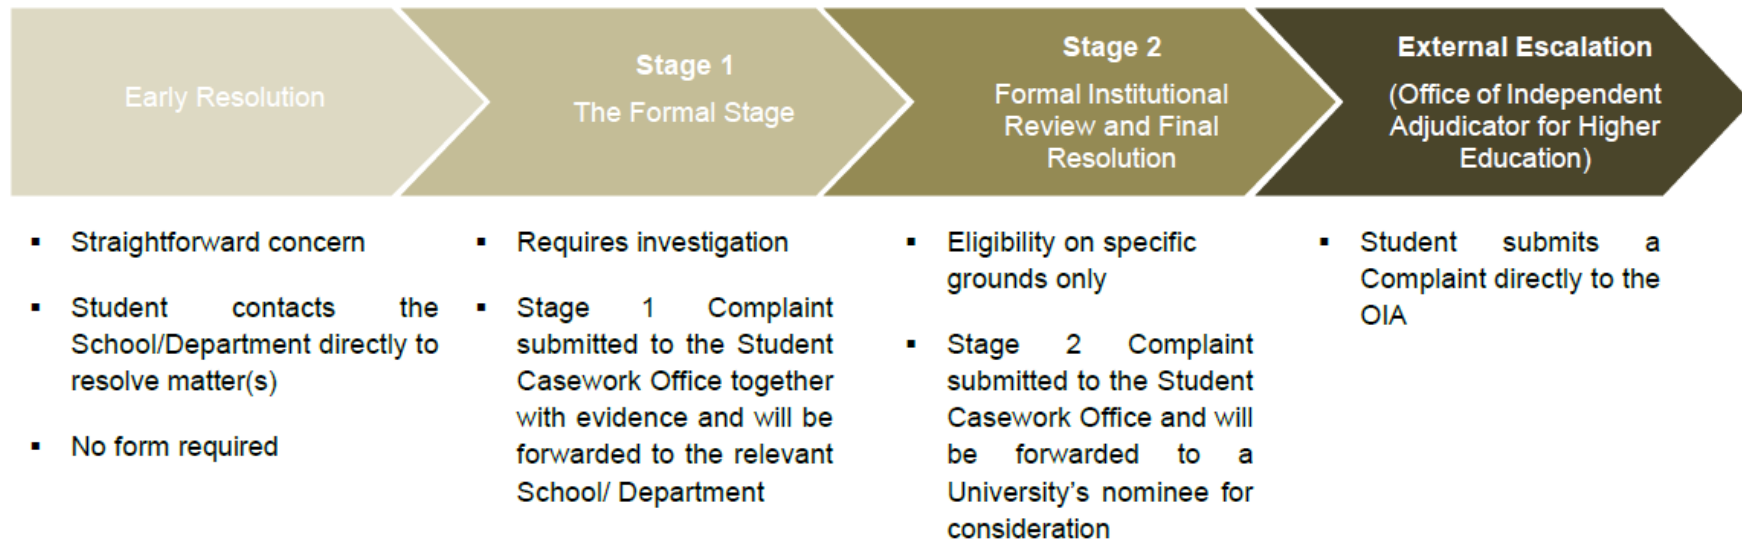 Early Resolution
Stage 1
The Formal Stage
Stage 2
Formal Institutional
Review and Final
Resolution
External Escalation
(Office of Independent
Adjudicator for Higher
Education)
▪ Straightforward concern
▪ Student contacts the
School/Department directly to
resolve matter(s)
▪ No form required
▪ Requires investigation
▪ Stage 1 Complaint
submitted to the Student
Casework Office together
with evidence and will be
forwarded to the relevant
School/ Department
▪ Eligibility on specific
grounds only
▪ Stage 2 Complaint
submitted to the Student
Casework Office and will
be forwarded to a
University's nominee for
consideration
▪ Student submits a
Complaint directly to the
OIA